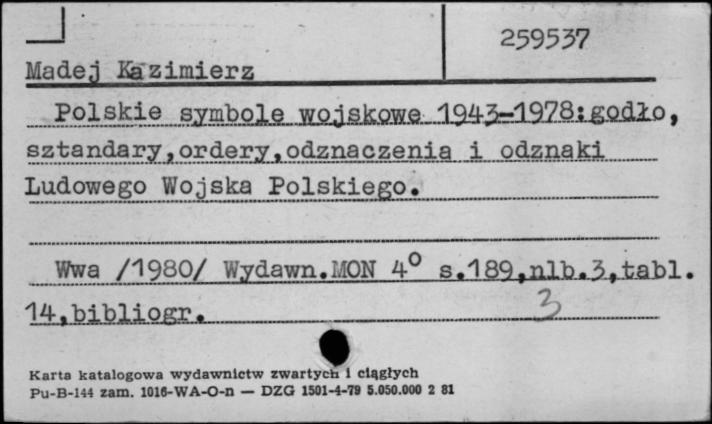 259537
Madej Kazimierz
Polskie symbole wojskowe 1943-1978:godło,
sztandary,ordery,odznaczenia i odznaki
Ludowego Wojska Polskiego.
Wwa /1980/ Wydawn.MON 4° s.189,nlb.3,tabl.
14,bibliogr.
3
Karta katalogowa wydawnictw zwartych i ciągłych
Pu-B-144 zam. 1016-WA-O-n — DZG 1501-4-79 5.050.000 2 81